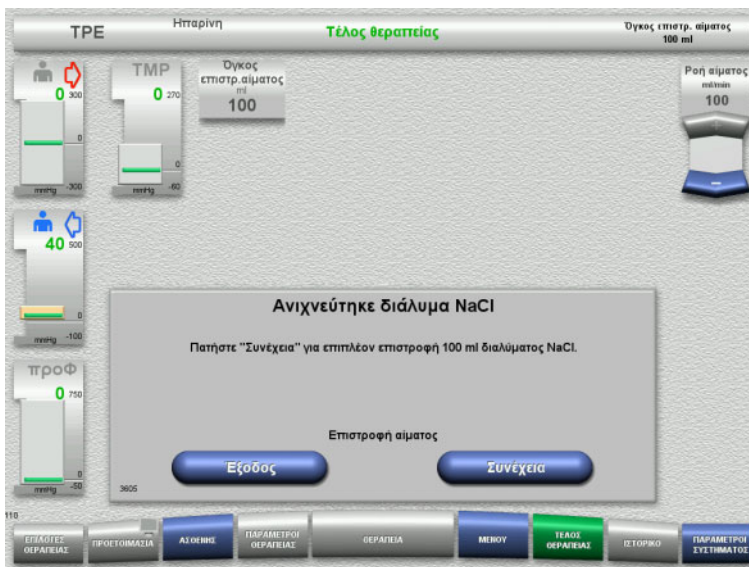 TPE
Ηπαρίνη
Τέλος θεραπείας
Όγκος επιστρ. αίματος
100 ml
0
300
0
-300
mmHg
TMP
0
270
0
-60
mmHg
Όγκος
επιστρ.αίματος
ml
100
Ροή αίματος
ml/min
100
+
−
40
500
0
-100
mmHg
προΦ
0
750
0
-50
mmHg
Ανιχνεύτηκε διάλυμα NaCl
Πατήστε "Συνέχεια" για επιπλέον επιστροφή 100 ml διαλύματος NaCl.
Επιστροφή αίματος
Έξοδος
Συνέχεια
3605
110
ΕΠΙΛΟΓΕΣ
ΘΕΡΑΠΕΙΑΣ
ΠΡΟΕΤΟΙΜΑΣΙΑ
ΑΣΘΕΝΗΣ
ΠΑΡΑΜΕΤΡΟΙ
ΘΕΡΑΠΕΙΑΣ
ΘΕΡΑΠΕΙΑ
ΜΕΝΟΥ
ΤΕΛΟΣ
ΘΕΡΑΠΕΙΑΣ
ΙΣΤΟΡΙΚΟ
ΠΑΡΑΜΕΤΡΟΙ
ΣΥΣΤΗΜΑΤΟΣ